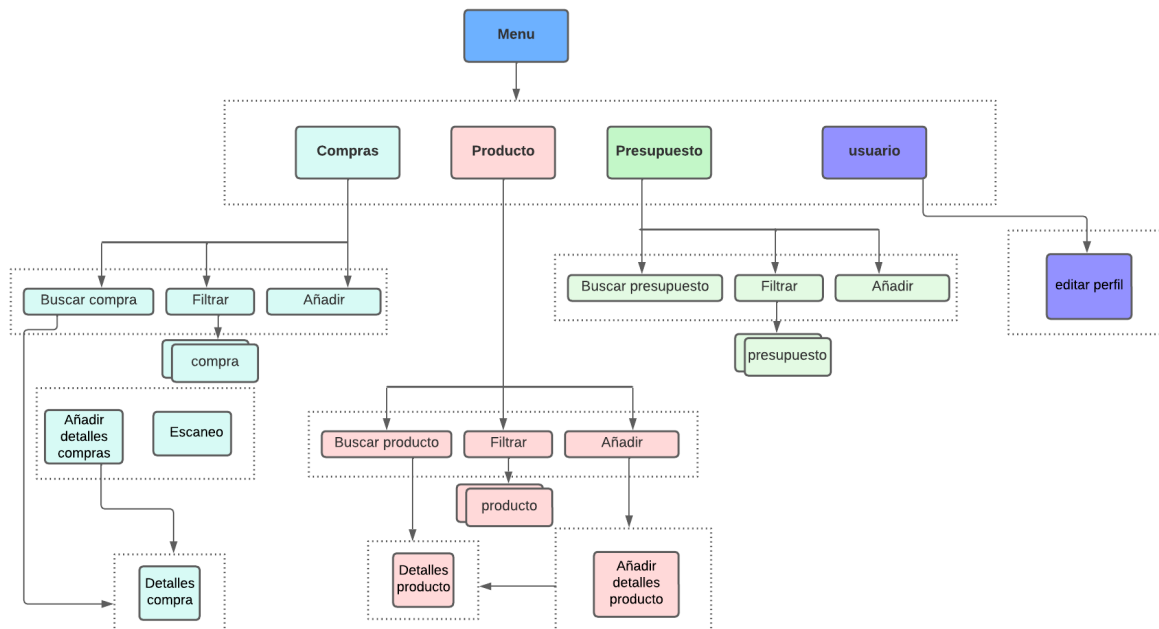 Menu
Compras
Producto
Presupuesto
usuario
Buscar compra
Filtrar
Añadir
Buscar presupuesto
Filtrar
Añadir
editar perfil
compra
presupuesto
Añadir
detalles
compras
Escaneo
Buscar producto
Filtrar
Añadir
producto
Detalles
compra
Detalles
producto
Añadir
detalles
producto